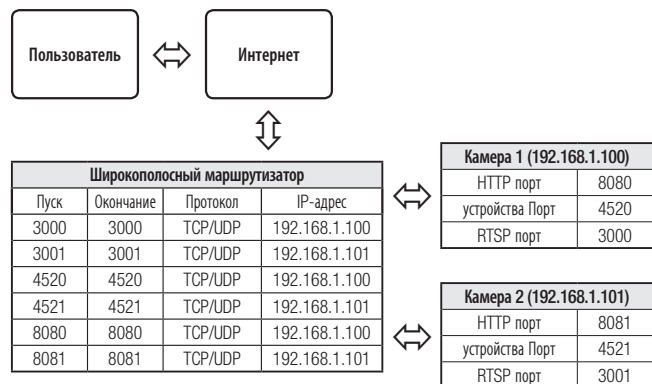 Пользователь
Интернет
Широкополосный маршрутизатор
Пуск Окончание Протокол IP-адрес
3000 3000 TCP/UDP 192.168.1.100
3001 3001 TCP/UDP 192.168.1.101
4520 4520 TCP/UDP 192.168.1.100
4521 4521 TCP/UDP 192.168.1.101
8080 8080 TCP/UDP 192.168.1.100
8081 8081 TCP/UDP 192.168.1.101
Камера 1 (192.168.1.100)
HTTP порт 8080
устройства Порт 4520
RTSP порт 3000
Камера 2 (192.168.1.101)
HTTP порт 8081
устройства Порт 4521
RTSP порт 3001